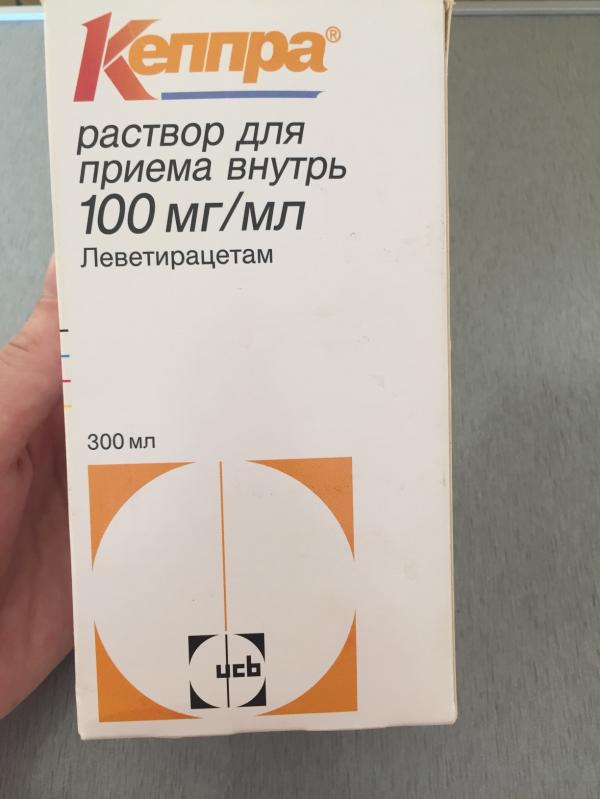 Кеппра®
раствор для
приема внутрь
100 мг/мл
Леветирацетам
300 мл
ucb